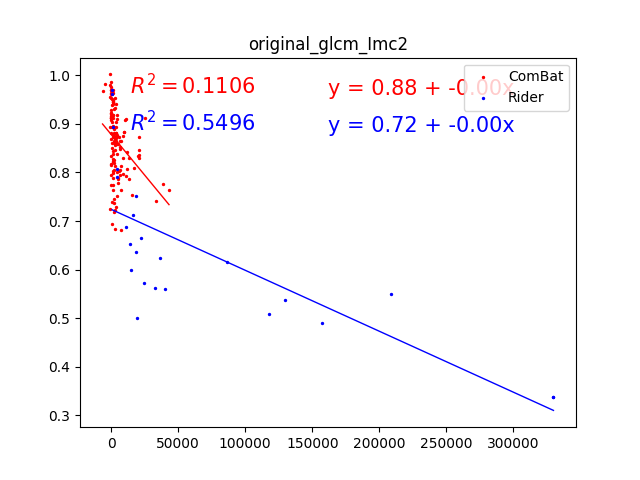 original_glcm_Imc2
R² = 0.1106
y = 0.88 + -0.00x
ComBat
Rider
R² = 0.5496
y = 0.72 + -0.00x
1.0
0.9
0.8
0.7
0.6
0.5
0.4
0.3
0 50000 100000 150000 200000 250000 300000